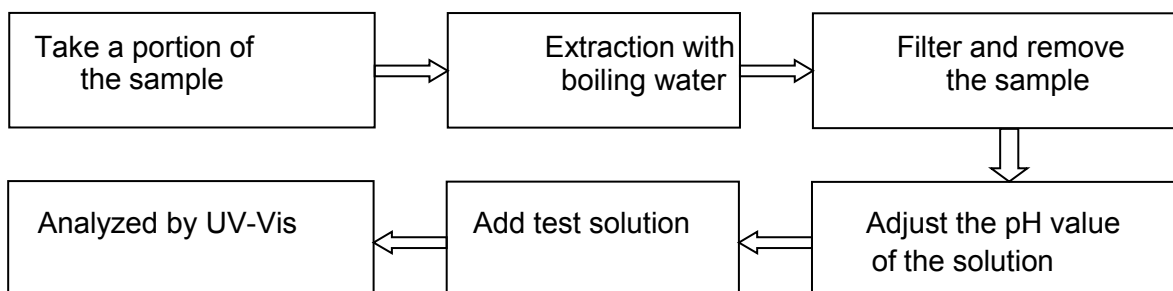 Take a portion of
the sample
Extraction with
boiling water
Filter and remove
the sample
Adjust the pH value
of the solution
Add test solution
Analyzed by UV-Vis